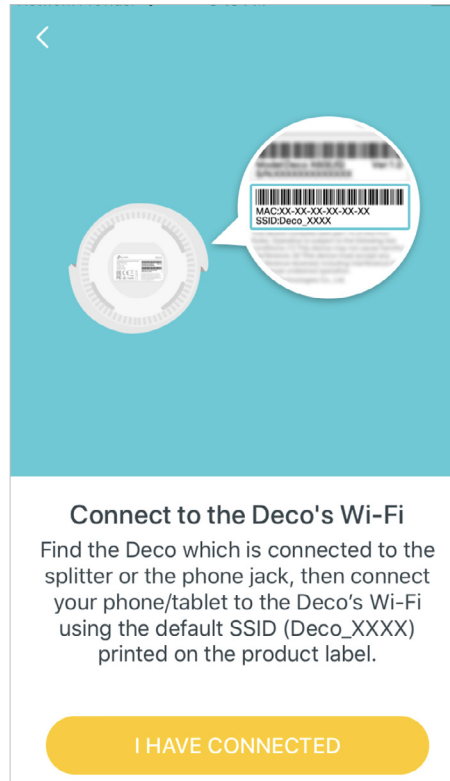 MAC:XX-XX-XX-XX-XX-XX
SSID:Deco_XXXX
Connect to the Deco's Wi-Fi
Find the Deco which is connected to the
splitter or the phone jack, then connect
your phone/tablet to the Deco’s Wi-Fi
using the default SSID (Deco_XXXX)
printed on the product label.
I HAVE CONNECTED